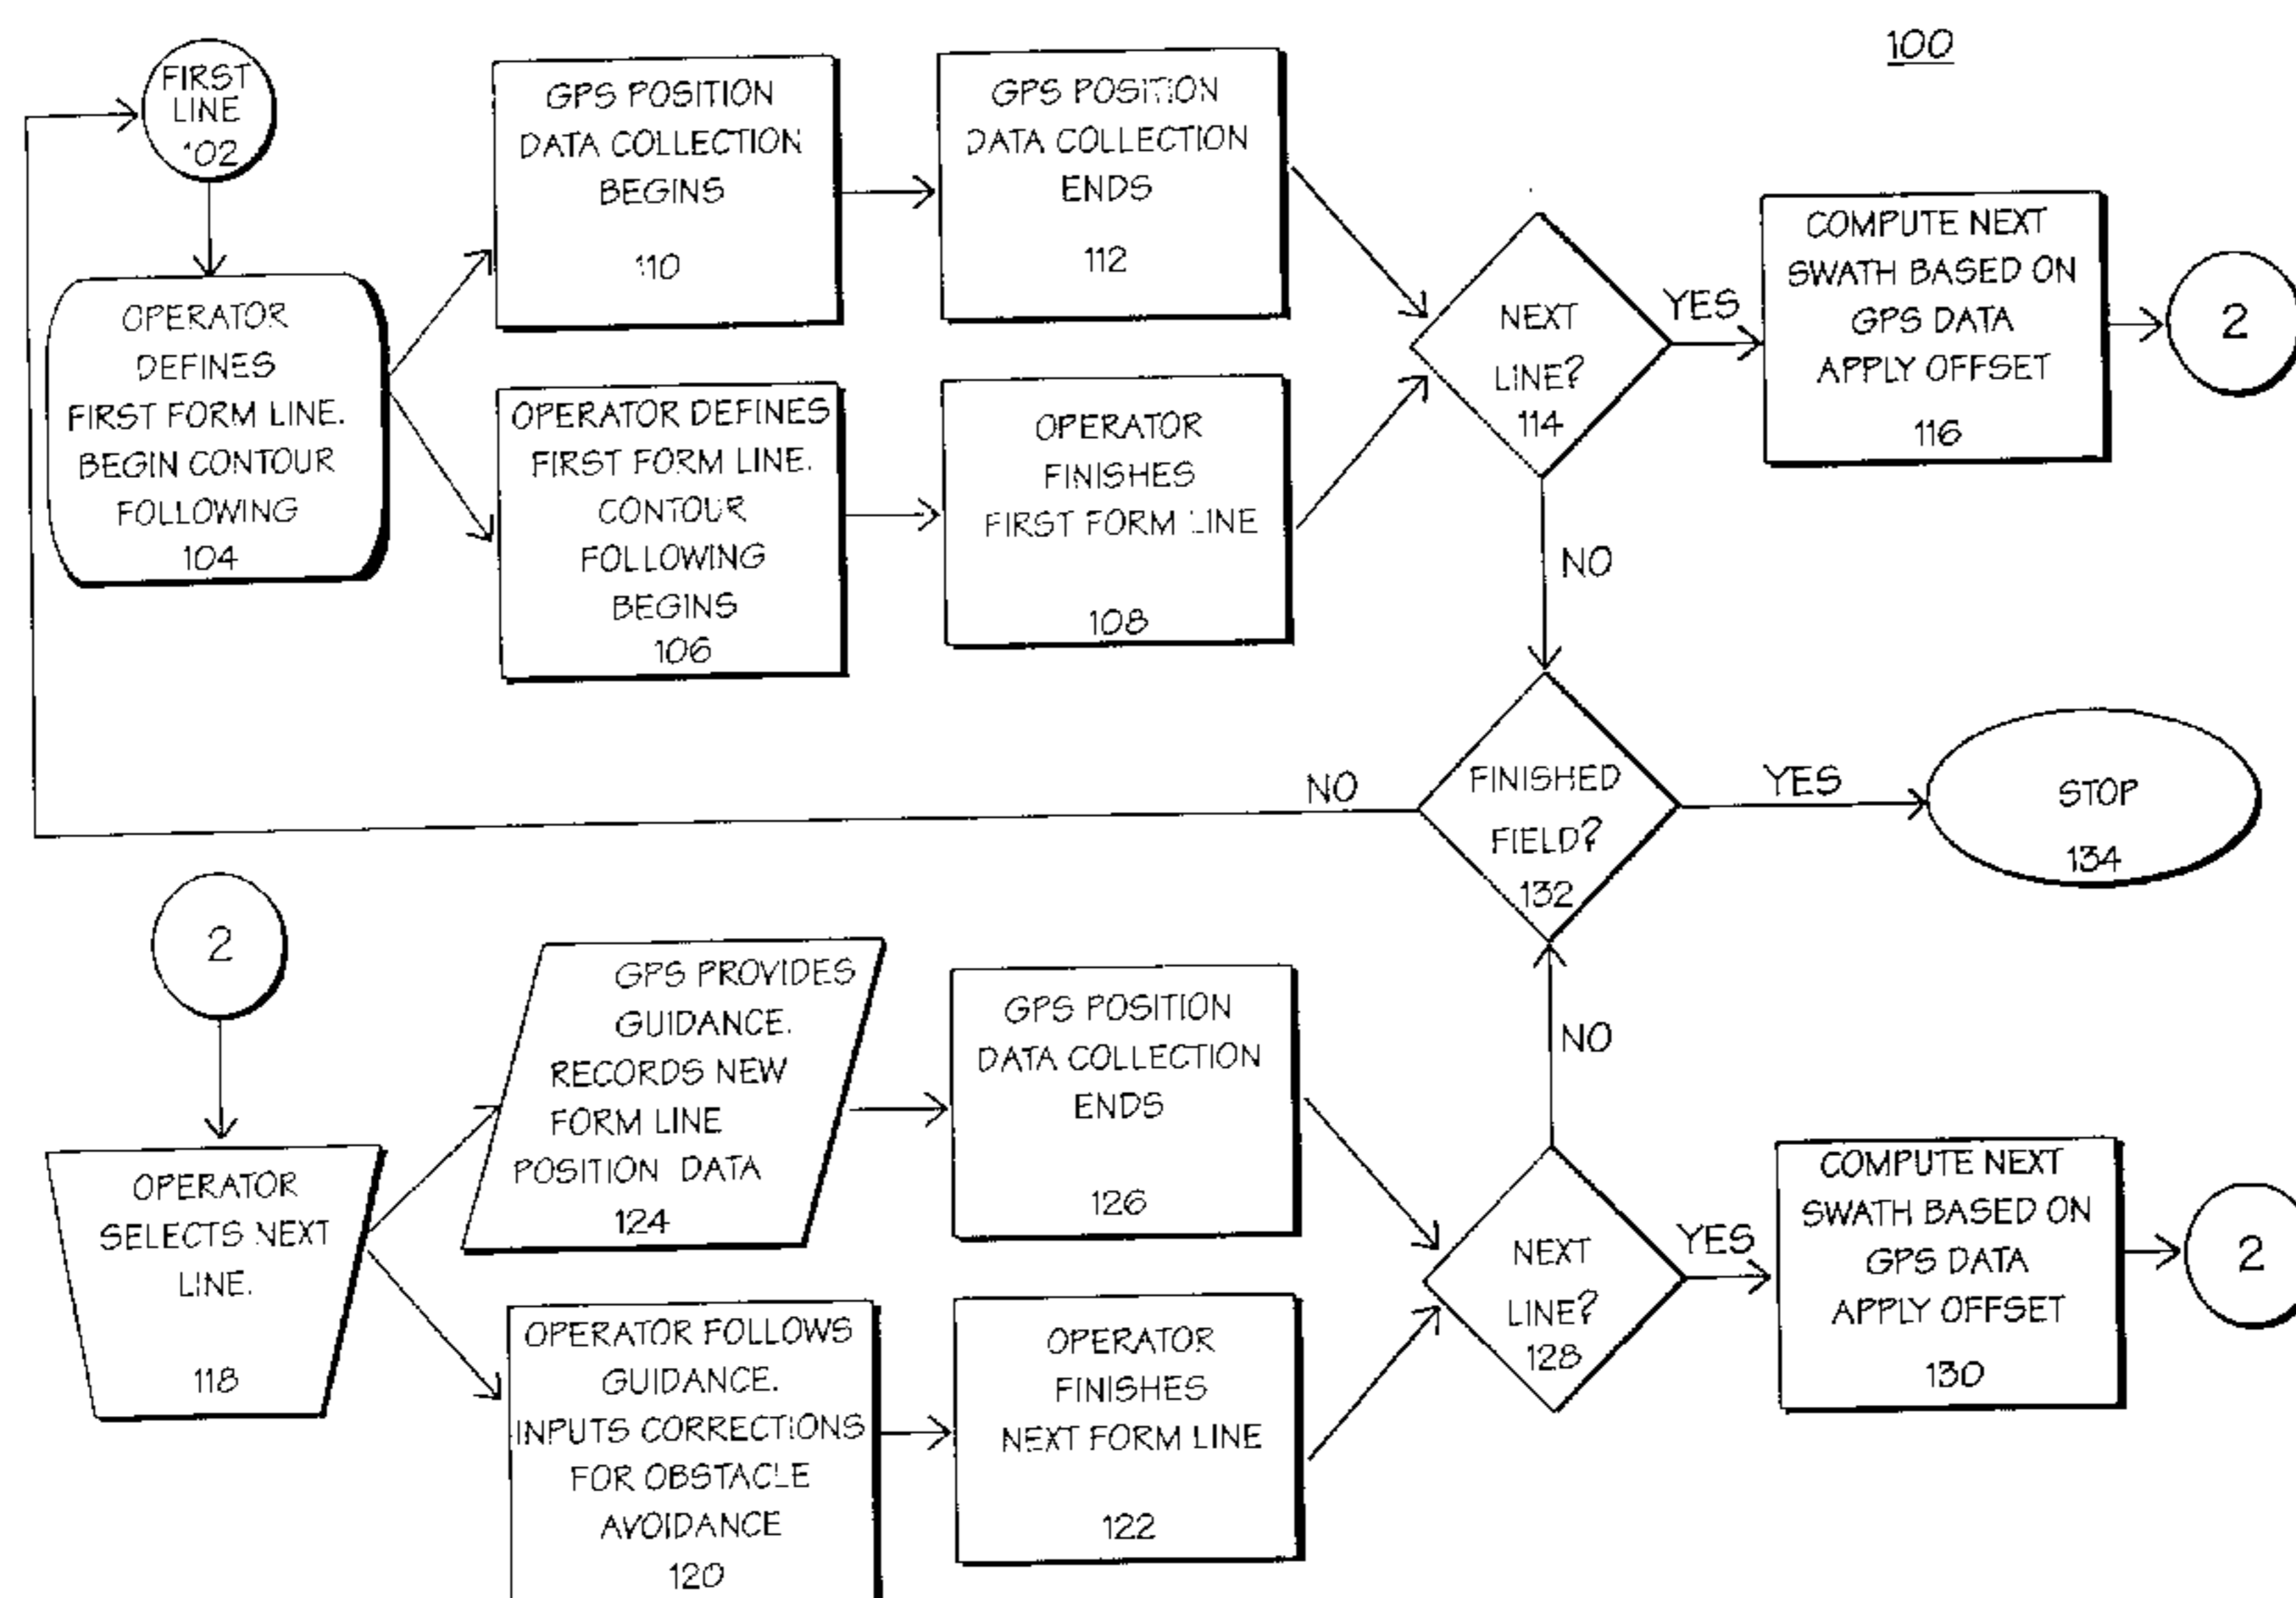 100
FIRST
LINE
102
OPERATOR
DEFINES
FIRST FORM LINE.
BEGIN CONTOUR
FOLLOWING
104
GPS POSITION
DATA COLLECTION
BEGINS
110
GPS POSITION
DATA COLLECTION
ENDS
112
OPERATOR DEFINES
FIRST FORM LINE.
CONTOUR
FOLLOWING
BEGINS
106
OPERATOR
FINISHES
FIRST FORM LINE
108
NEXT
LINE?
114
YES
COMPUTE NEXT
SWATH BASED ON
GPS DATA
APPLY OFFSET
116
2
NO
FINISHED
FIELD?
132
NO
YES
STOP
134
2
OPERATOR
SELECTS NEXT
LINE.
118
GPS PROVIDES
GUIDANCE.
RECORDS NEW
FORM LINE
POSITION DATA
124
GPS POSITION
DATA COLLECTION
ENDS
126
OPERATOR FOLLOWS
GUIDANCE.
INPUTS CORRECTIONS
FOR OBSTACLE
AVOIDANCE
120
OPERATOR
FINISHES
NEXT FORM LINE
122
NO
NEXT
LINE?
128
YES
COMPUTE NEXT
SWATH BASED ON
GPS DATA
APPLY OFFSET
130
2